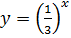 y = (1/3)^x